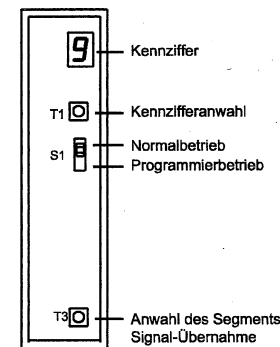 9 Kennziffer
T1 Kennzifferanwahl
Normalbetrieb
S1
Programmierbetrieb
T3 Anwahl des Segments
Signal-Übernahme